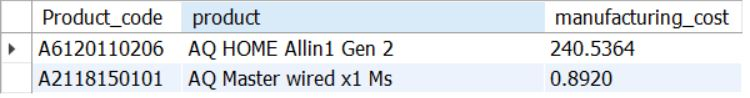 Product_code product manufacturing_cost
A6120110206 AQ HOME Allin1 Gen 2 240.5364
A2118150101 AQ Master wired x1 Ms 0.8920